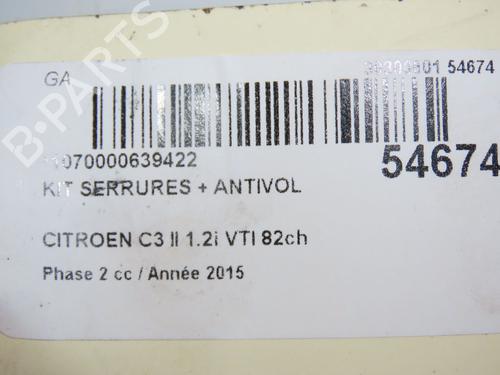 GA
54674
54674
KIT SERRURES + ANTIVOL
CITROEN C3 II 1.2i VTI 82ch
Phase 2 cc / Année 2015
B-PARTS